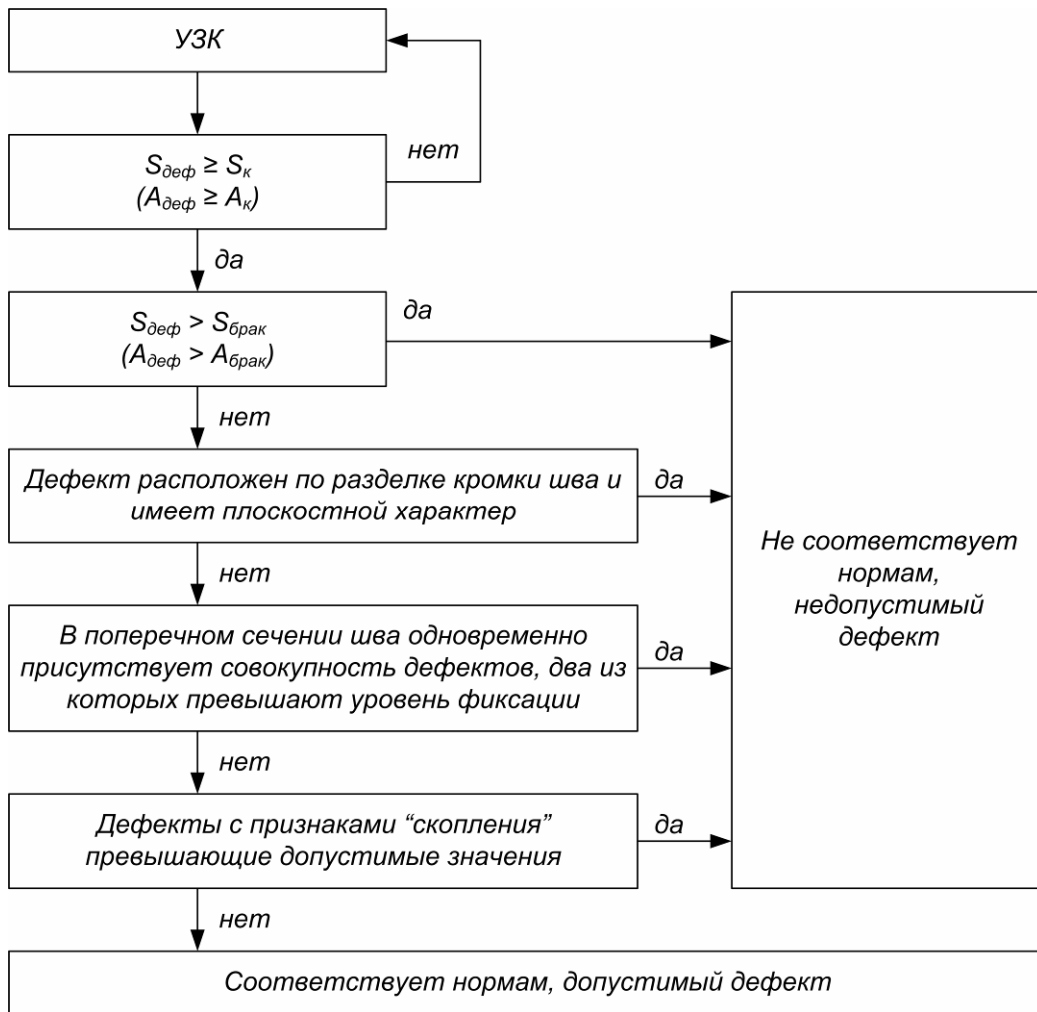 УЗК
Sдеф ≥ Sк
(Aдеф ≥ Aк)
нет
да
Sдеф > Sбрак
(Aдеф > Aбрак)
да
нет
Дефект расположен по разделке кромки шва и
имеет плоскостной характер
да
нет
В поперечном сечении шва одновременно
присутствует совокупность дефектов, два из
которых превышают уровень фиксации
да
нет
Дефекты с признаками “скопления”
превышающие допустимые значения
да
нет
Не соответствует
нормам,
недопустимый
дефект
Соответствует нормам, допустимый дефект